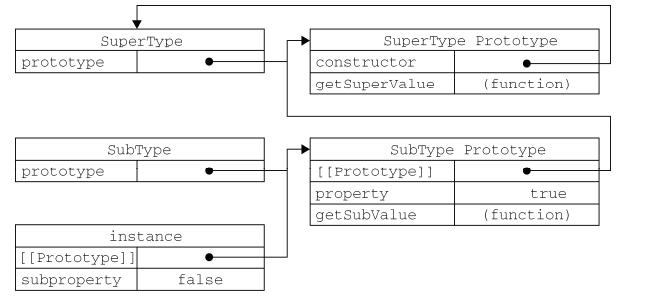 SuperType
prototype
SuperType Prototype
constructor
getSuperValue (function)
SubType
prototype
SubType Prototype
[[Prototype]]
property true
getSubValue (function)
instance
[[Prototype]]
subproperty false